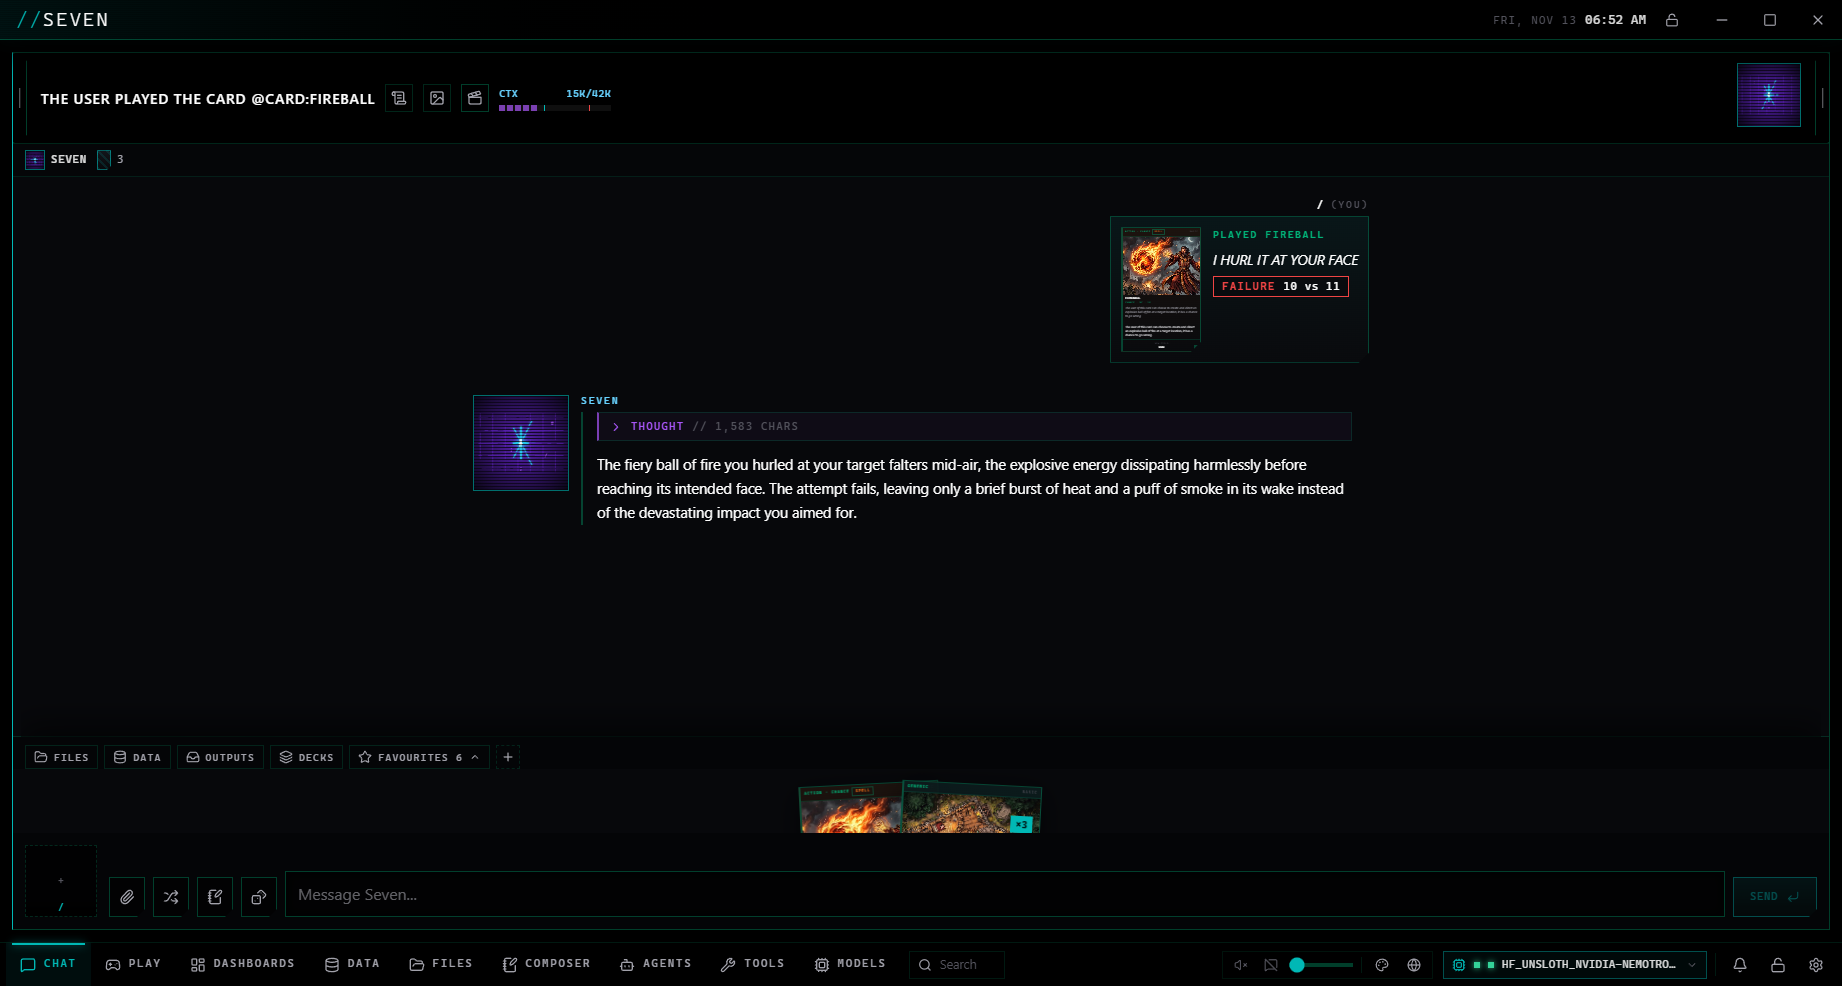 //SEVEN
FRI, NOV 13 06:52 AM
THE USER PLAYED THE CARD @CARD:FIREBALL
CTX 15K/42K
SEVEN 3
/ (YOU)
PLAYED FIREBALL
I HURL IT AT YOUR FACE
FAILURE 10 vs 11
SEVEN
THOUGHT // 1,583 CHARS
The fiery ball of fire you hurled at your target falters mid-air, the explosive energy dissipating harmlessly before
reaching its intended face. The attempt fails, leaving only a brief burst of heat and a puff of smoke in its wake instead
of the devastating impact you aimed for.
FILES DATA OUTPUTS DECKS FAVOURITES 6 +
ACTION - CHANCE SPELL
GENERIC
×3
+
/
Message Seven...
SEND
CHAT PLAY DASHBOARDS DATA FILES COMPOSER AGENTS TOOLS MODELS Search
HF_UNSLOTH_NVIDIA-NEMOTRO...